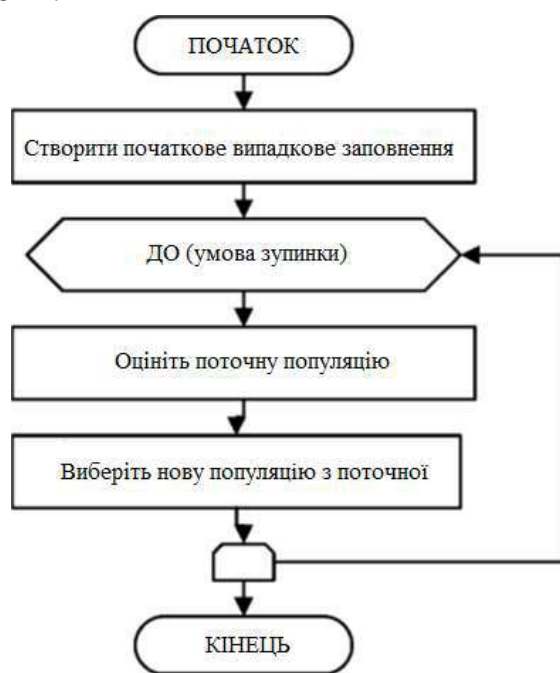 ПОЧАТОК
Створити початкове випадкове заповнення
ДО (умова зупинки)
Оцініть поточну популяцію
Виберіть нову популяцію з поточної
КІНЕЦЬ